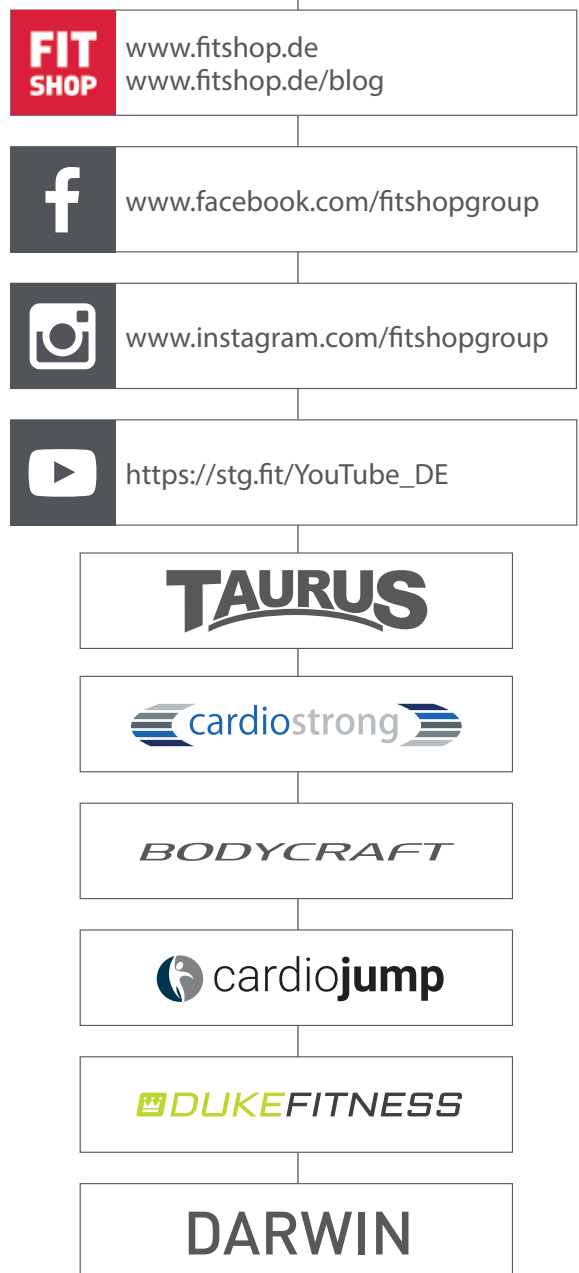 FIT
SHOP
www.fitshop.de
www.fitshop.de/blog
f
www.facebook.com/fitshopgroup
www.instagram.com/fitshopgroup
https://stg.fit/YouTube_DE
TAURUS
cardiostrong
BODYCRAFT
cardiojump
DUKEFITNESS
DARWIN